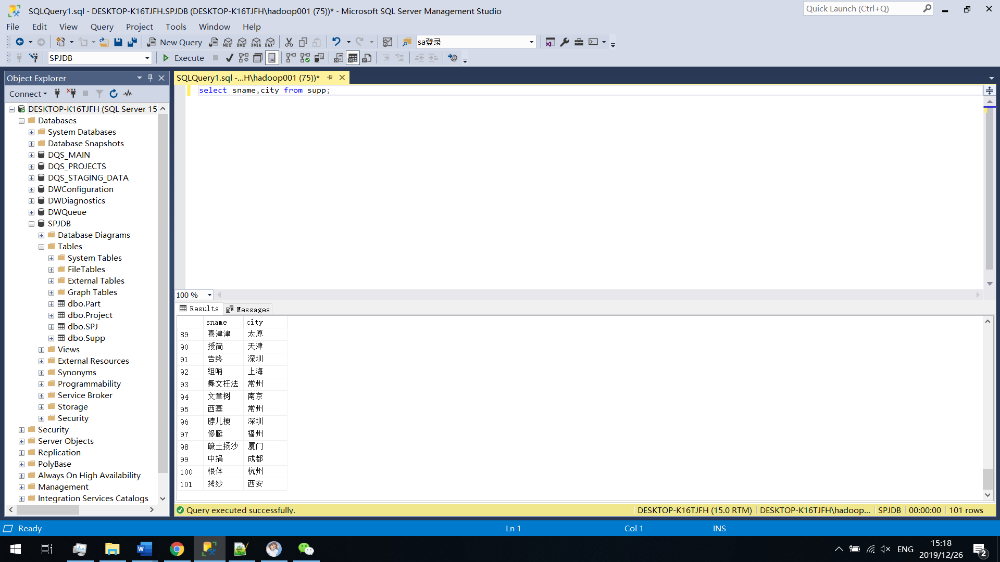 SQLQuery1.sql - DESKTOP-K16TJFH.SPJDB (DESKTOP-K16TJFH\hadoop001 (75))* - Microsoft SQL Server Management Studio
Quick Launch (Ctrl+Q)
File Edit View Query Project Tools Window Help
New Query MDX DMX XMLA DAX sa登录
SPJDB Execute
Object Explorer
SQLQuery1.sql -...H\hadoop001 (75))*
Connect
select sname,city from supp;
DESKTOP-K16TJFH (SQL Server 15
Databases
System Databases
Database Snapshots
DQS_MAIN
DQS_PROJECTS
DQS_STAGING_DATA
DWConfiguration
DWDiagnostics
DWQueue
SPJDB
Database Diagrams
Tables
System Tables
FileTables
External Tables
Graph Tables
dbo.Part
dbo.Project
dbo.SPJ
dbo.Supp
Views
External Resources
Synonyms
Programmability
Service Broker
Storage
Security
Security
Server Objects
Replication
PolyBase
Always On High Availability
Management
Integration Services Catalogs
100 %
Results Messages
sname city
89 喜津津 太原
90 授简 天津
91 告终 深圳
92 组哨 上海
93 舞文枉法 常州
94 文章树 南京
95 西塞 常州
96 脖儿梗 深圳
97 修艇 福州
98 簸土扬沙 厦门
99 中捐 成都
100 根体 杭州
101 拷纱 西安
Query executed successfully.
DESKTOP-K16TJFH (15.0 RTM) DESKTOP-K16TJFH\hadoop... SPJDB 00:00:00 101 rows
Ready Ln 1 Col 1 INS
ENG
15:18
2019/12/26
2